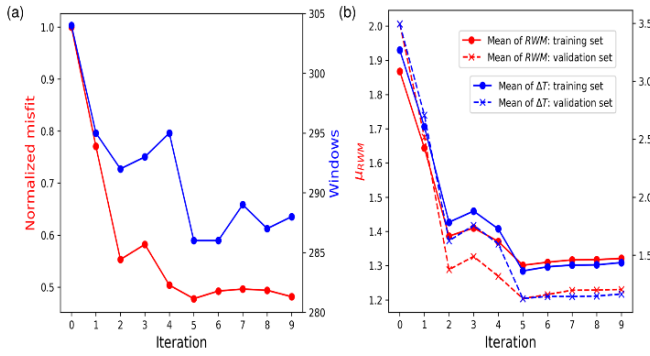 (a)
Normalized misfit
1.0
0.9
0.8
0.7
0.6
0.5
0 1 2 3 4 5 6 7 8 9
Iteration
305
300
295
290
285
280
Windows
(b)
μRWM
2.0
1.9
1.8
1.7
1.6
1.5
1.4
1.3
1.2
Mean of RWM: training set
Mean of RWM: validation set
Mean of ΔT: training set
Mean of ΔT: validation set
0 1 2 3 4 5 6 7 8 9
Iteration
3.5
3.0
2.5
2.0
1.5